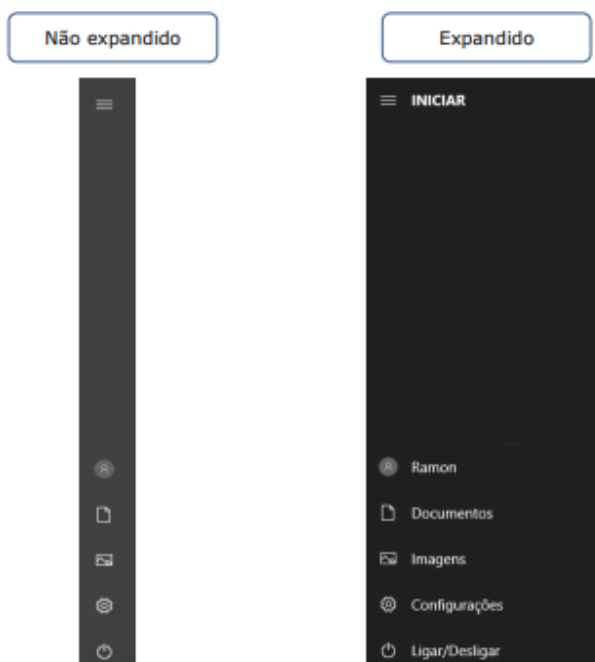 Não expandido
Expandido
INICIAR
Ramon
Documentos
Imagens
Configurações
Ligar/Desligar